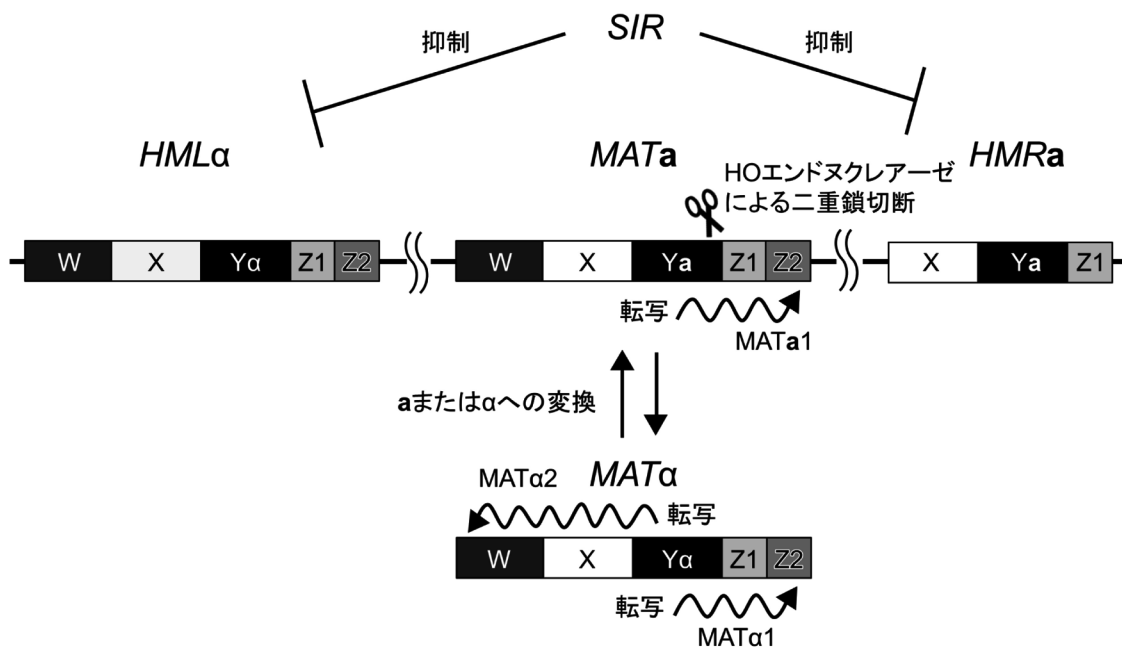 SIR
抑制
抑制
HMLα
MATa
HMRa
HOエンドヌクレアーゼ
による二重鎖切断
W X Yα Z1 Z2
W X Ya Z1 Z2
X Ya Z1
転写
MATa1
aまたはαへの変換
MATα2
MATα
転写
W X Yα Z1 Z2
転写
MATα1